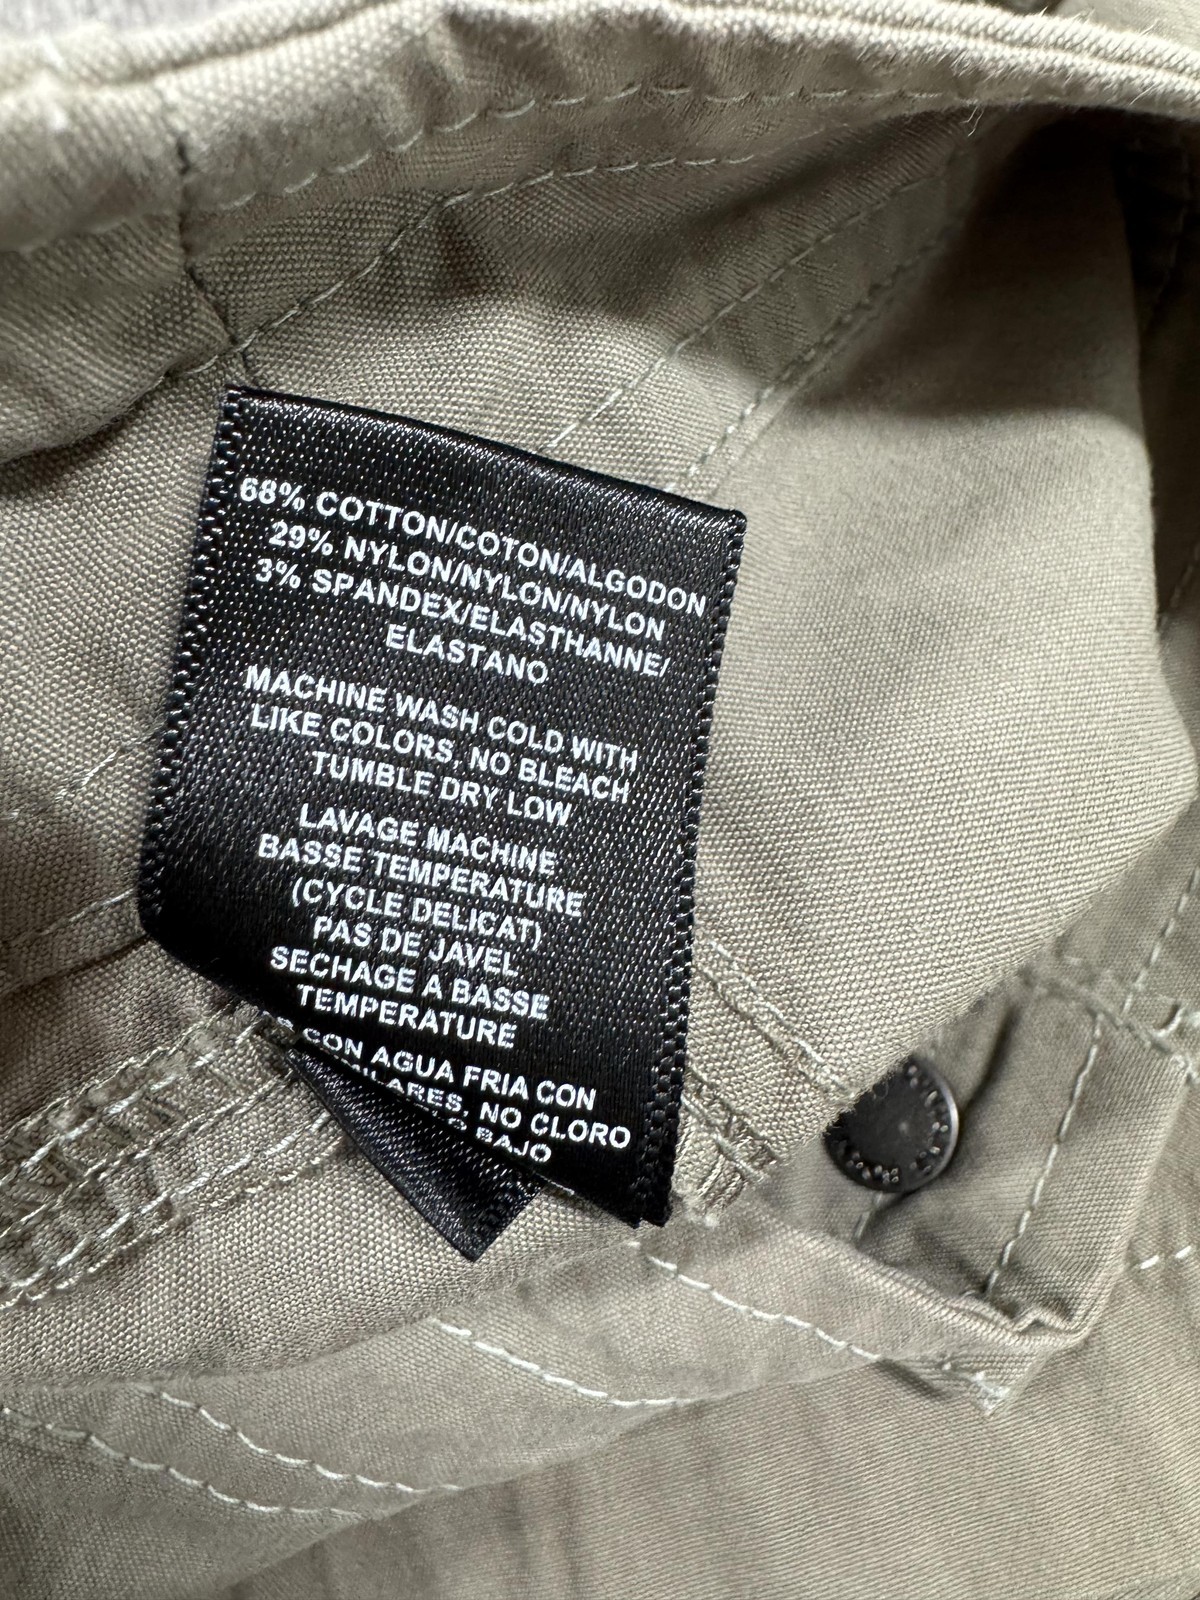 68% COTTON/COTON/ALGODON
29% NYLON/NYLON/NYLON
3% SPANDEX/ELASTHANNE/
ELASTANO
MACHINE WASH COLD WITH
LIKE COLORS, NO BLEACH
TUMBLE DRY LOW
LAVAGE MACHINE
BASSE TEMPERATURE
(CYCLE DELICAT)
PAS DE JAVEL
SECHAGE A BASSE
TEMPERATURE
CON AGUA FRIA CON
NO CLORO
BAJO